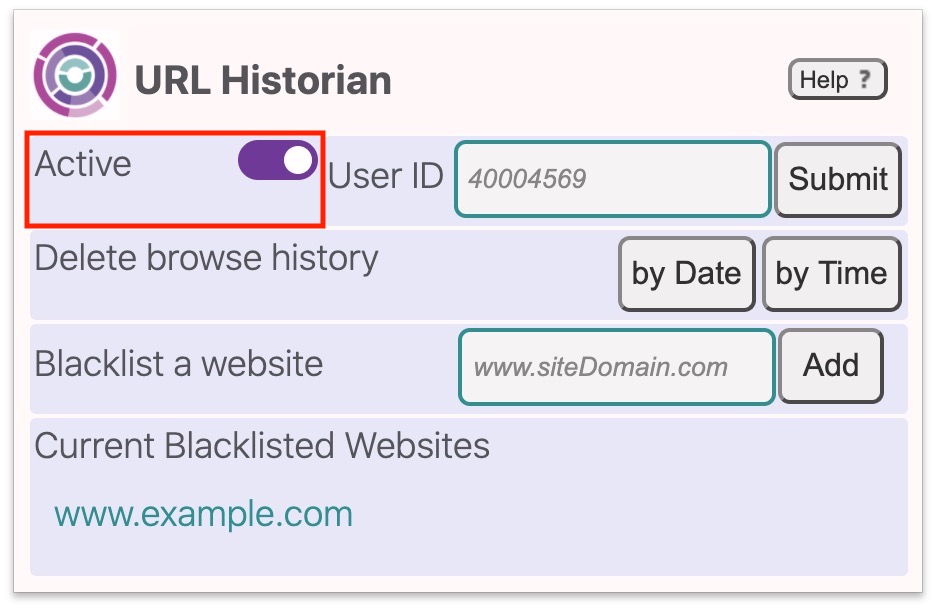 URL Historian
Help ?
Active
User ID
40004569
Submit
Delete browse history
by Date
by Time
Blacklist a website
www.siteDomain.com
Add
Current Blacklisted Websites
www.example.com